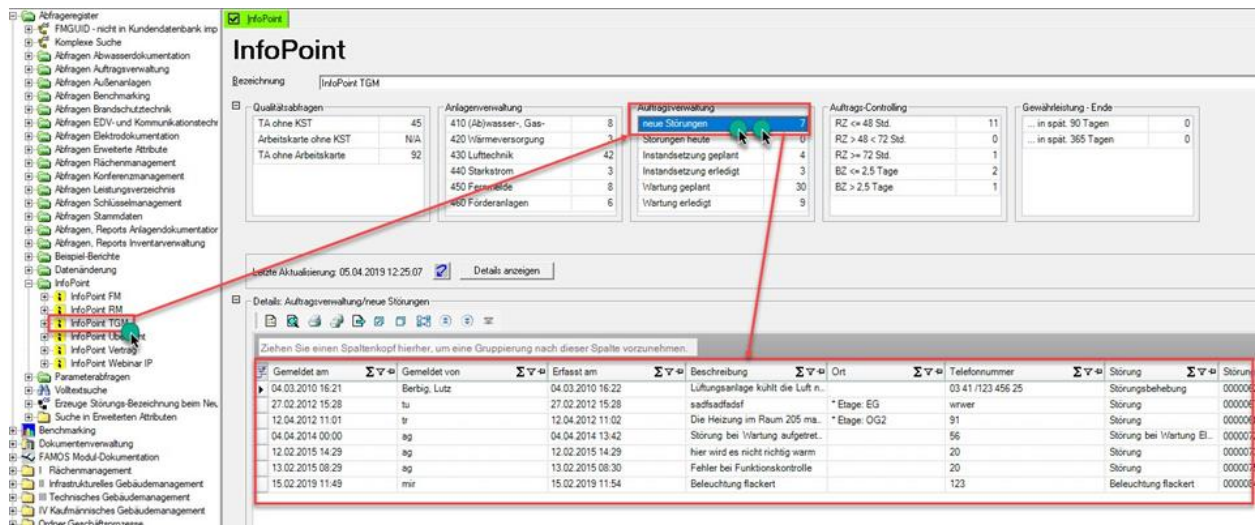 Abfrageregister
FMGUID - nicht in Kundendatenbank imp
Komplexe Suche
Abfragen Abwasserdokumentation
Abfragen Auftragsverwaltung
Abfragen Außenanlagen
Abfragen Benchmarking
Abfragen Brandschutztechnik
Abfragen EDV- und Kommunikationstechn
Abfragen Elektrodokumentation
Abfragen Erweiterte Attribute
Abfragen Flächenmanagement
Abfragen Konferenzmanagement
Abfragen Leistungsverzeichnis
Abfragen Schlüsselmanagement
Abfragen Stammdaten
Abfragen, Reports Anlagendokumentation
Abfragen, Reports Inventarverwaltung
Beispiel-Berichte
Datenänderung
InfoPoint
InfoPoint FM
InfoPoint RM
InfoPoint TGM
InfoPoint
InfoPoint Vertrag
InfoPoint Webinar IP
Parameterabfragen
Volltextsuche
Erzeuge Störungs-Bezeichnung beim Neu
Suche in Erweiterten Attributen
Benchmarking
Dokumentenverwaltung
FAMOS Modul-Dokumentation
I Flächenmanagement
II Infrastrukturelles Gebäudemanagement
III Technisches Gebäudemanagement
IV Kaufmännisches Gebäudemanagement
Ordner Geschäftsprozesse
InfoPoint
InfoPoint
Bezeichnung InfoPoint TGM
Qualitätsabfragen
TA ohne KST 45
Arbeitskarte ohne KST N/A
TA ohne Arbeitskarte 92
Anlagenverwaltung
410 (Ab)wasser-, Gas- 8
420 Wärmeversorgung
430 Lufttechnik 42
440 Starkstrom 3
450 Fernmelde 8
460 Förderanlagen 6
Auftragsverwaltung
neue Störungen 7
Störungen heute 0
Instandsetzung geplant 4
Instandsetzung erledigt 3
Wartung geplant 30
Wartung erledigt 9
Auftrags-Controlling
RZ <= 48 Std. 11
RZ > 48 < 72 Std. 0
RZ >= 72 Std. 1
BZ <= 2,5 Tage 2
BZ > 2,5 Tage 1
Gewährleistung - Ende
... in spät. 90 Tagen 0
... in spät. 365 Tagen 0
Letzte Aktualisierung: 05.04.2019 12:25:07 Details anzeigen
Details: Auftragsverwaltung/neue Störungen
Ziehen Sie einen Spaltenkopf hierher, um eine Gruppierung nach dieser Spalte vorzunehmen.
Gemeldet am Gemeldet von Erfasst am Beschreibung Ort Telefonnummer Störung Störung
04.03.2010 16:21 Berbig, Lutz 04.03.2010 16:22 Lüftungsanlage kühlt die Luft n... 03 41 /123 456 25 Störungsbehebung
27.02.2012 15:28 tu 27.02.2012 15:28 sadfsadfadsf * Etage: EG wrwer Störung
12.04.2012 11:01 tr 12.04.2012 11:02 Die Heizung im Raum 205 ma.. * Etage: OG2 91 Störung
04.04.2014 00:00 ag 04.04.2014 13:42 Störung bei Wartung aufgetret.. 56 Störung bei Wartung El...
12.02.2015 14:29 ag 12.02.2015 14:29 hier wird es nicht richtig warm 20 Störung
13.02.2015 08:29 ag 13.02.2015 08:30 Fehler bei Funktionskontrolle 20 Störung
15.02.2019 11:49 mir 15.02.2019 11:54 Beleuchtung flackert 123 Beleuchtung flackert